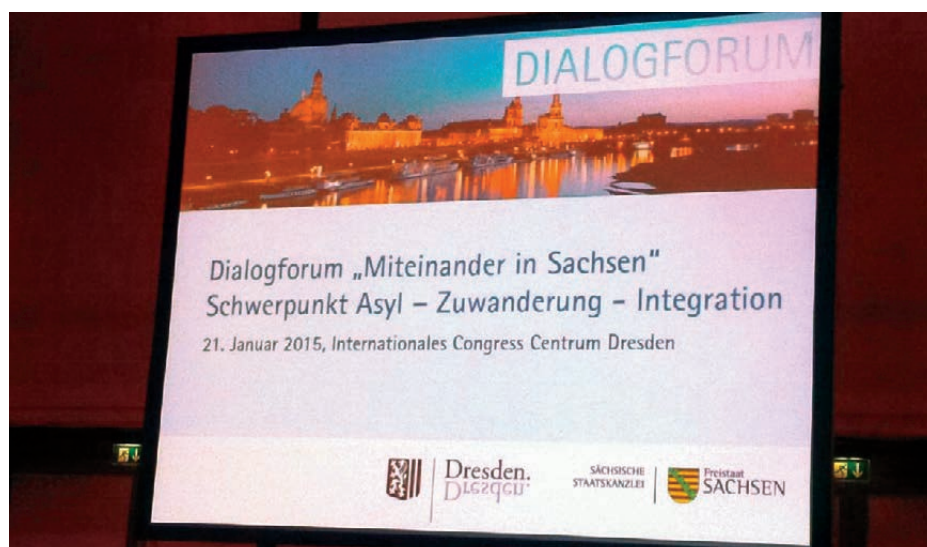 DIALOGFORUM
Dialogforum „Miteinander in Sachsen“
Schwerpunkt Asyl – Zuwanderung – Integration
21. Januar 2015, Internationales Congress Centrum Dresden
Dresden.
Dresden.
SÄCHSISCHE
STAATSKANZLEI
Freistaat
SACHSEN